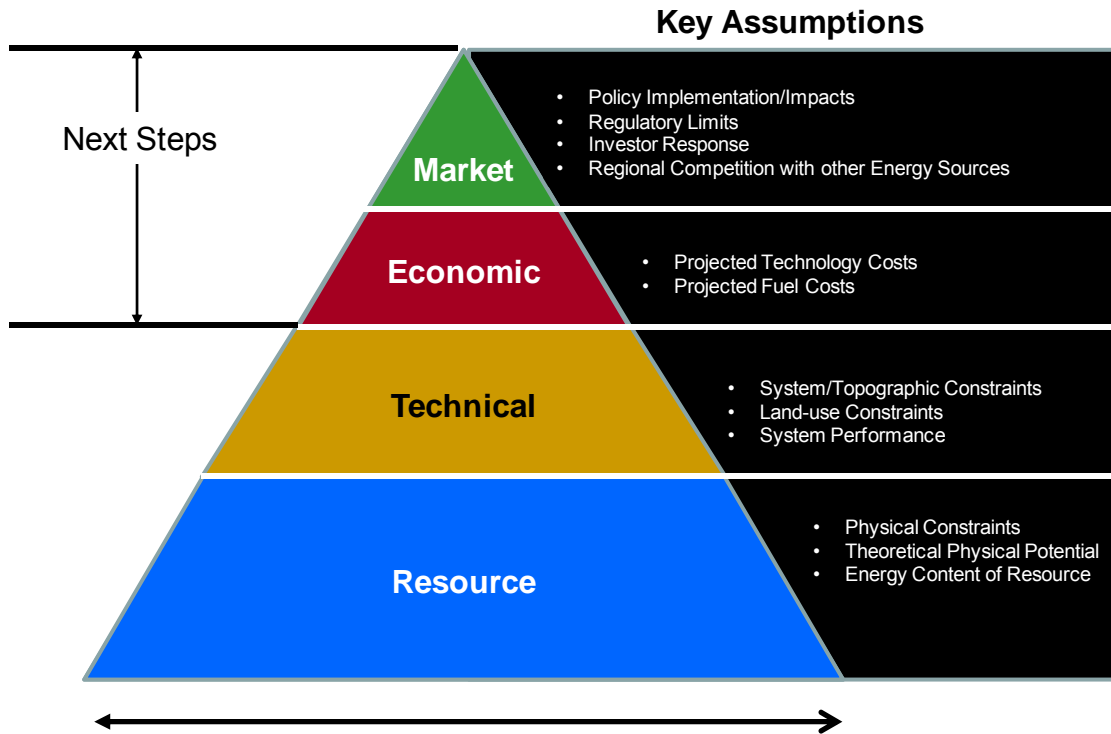 Key Assumptions
Next Steps
Market
• Policy Implementation/Impacts
• Regulatory Limits
• Investor Response
• Regional Competition with other Energy Sources
Economic
• Projected Technology Costs
• Projected Fuel Costs
Technical
• System/Topographic Constraints
• Land-use Constraints
• System Performance
Resource
• Physical Constraints
• Theoretical Physical Potential
• Energy Content of Resource